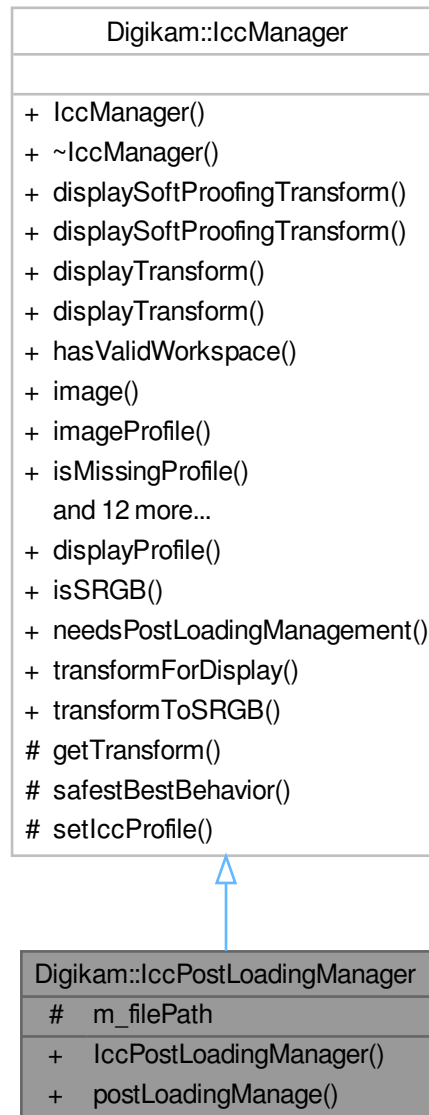 Digikam::IccManager
+ IccManager()
+ ~IccManager()
+ displaySoftProofingTransform()
+ displaySoftProofingTransform()
+ displayTransform()
+ displayTransform()
+ hasValidWorkspace()
+ image()
+ imageProfile()
+ isMissingProfile()
and 12 more...
+ displayProfile()
+ isSRGB()
+ needsPostLoadingManagement()
+ transformForDisplay()
+ transformToSRGB()
# getTransform()
# safestBestBehavior()
# setIccProfile()
Digikam::IccPostLoadingManager
# m_filePath
+ IccPostLoadingManager()
+ postLoadingManage()